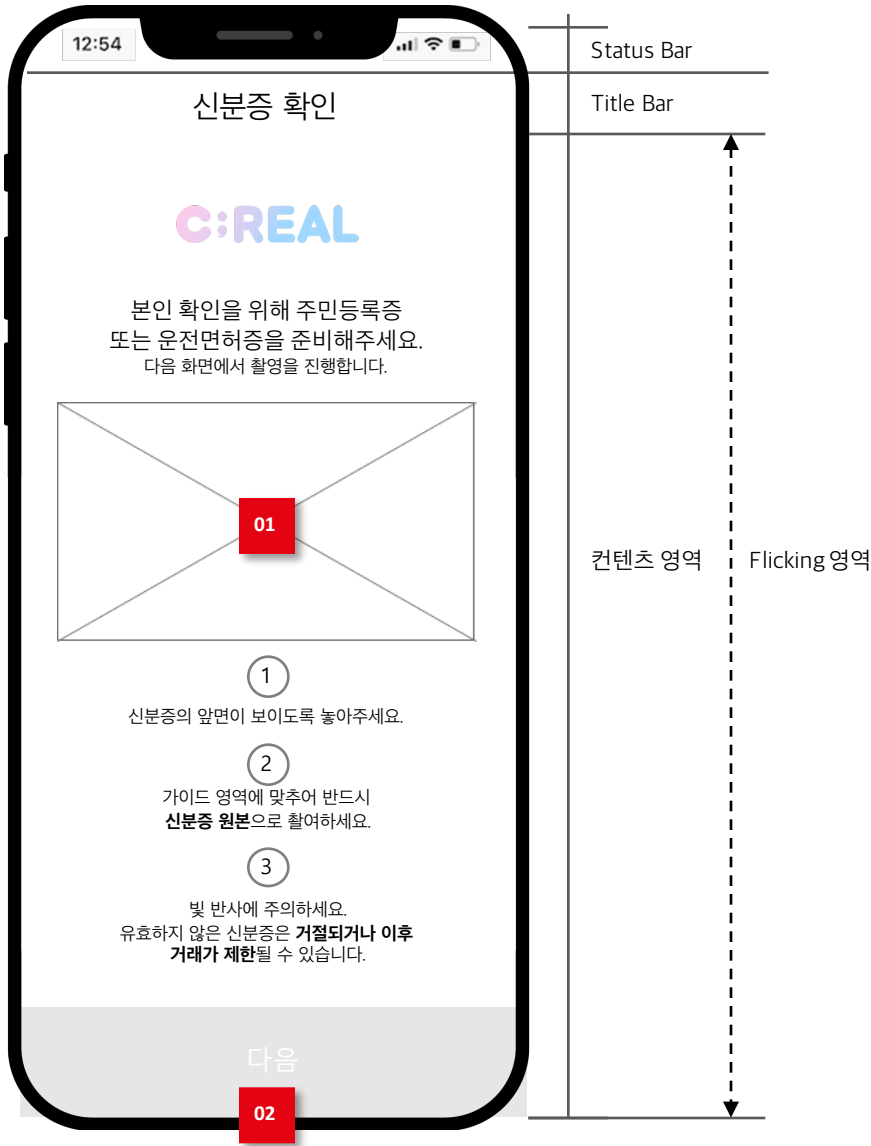 12:54
Status Bar
신분증 확인
Title Bar
C;REAL
본인 확인을 위해 주민등록증
또는 운전면허증을 준비해주세요.
다음 화면에서 촬영을 진행합니다.
01
컨텐츠 영역
Flicking 영역
1
신분증의 앞면이 보이도록 놓아주세요.
2
가이드 영역에 맞추어 반드시
신분증 원본으로 촬여하세요.
3
빛 반사에 주의하세요.
유효하지 않은 신분증은 거절되거나 이후
거래가 제한될 수 있습니다.
다음
02